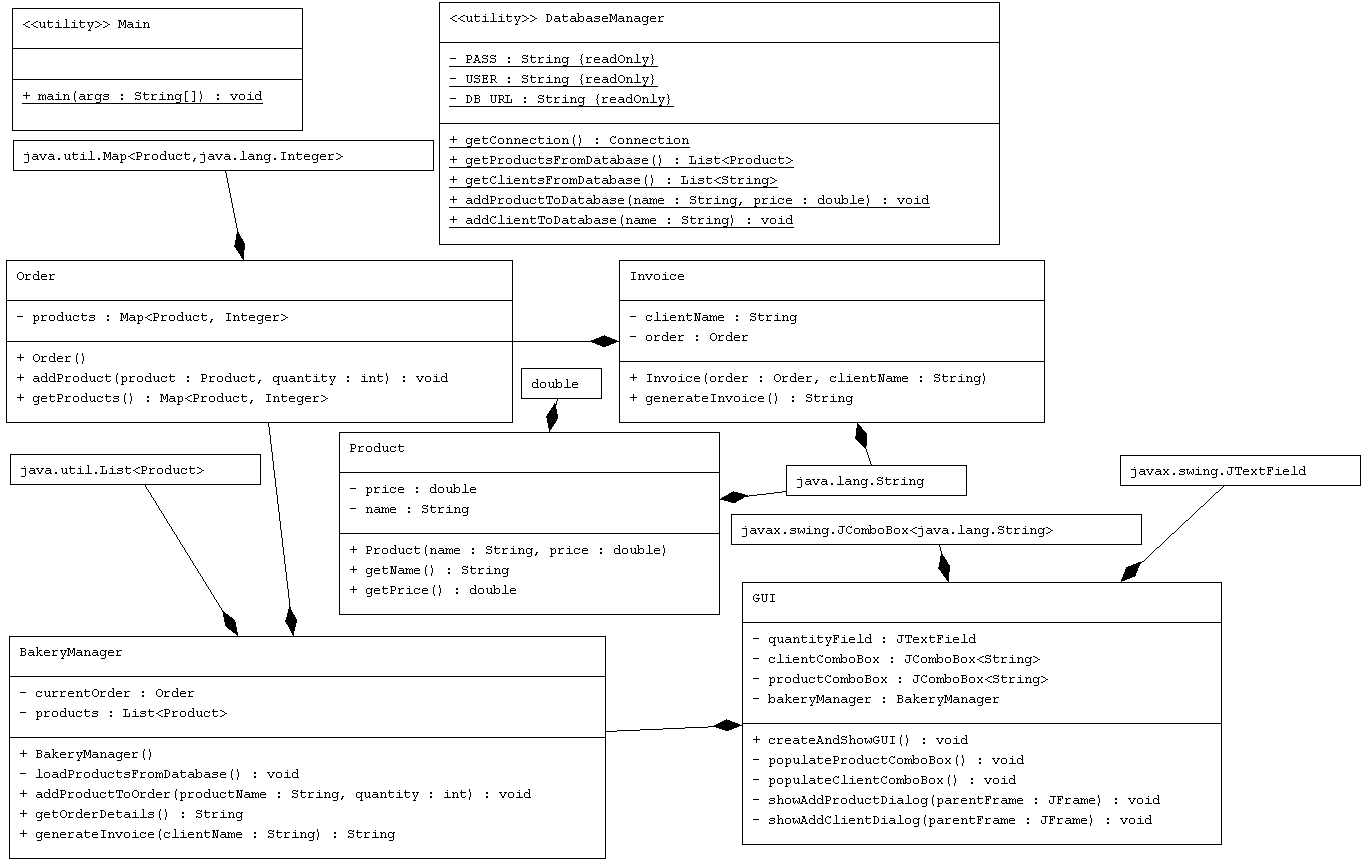 <<utility>> Main
+ main(args : String[]) : void
<<utility>> DatabaseManager
- PASS : String {readOnly}
- USER : String {readOnly}
- DB_URL : String {readOnly}
+ getConnection() : Connection
+ getProductsFromDatabase() : List<Product>
+ getClientsFromDatabase() : List<String>
+ addProductToDatabase(name : String, price : double) : void
+ addClientToDatabase(name : String) : void
java.util.Map<Product,java.lang.Integer>
Order
- products : Map<Product, Integer>
+ Order()
+ addProduct(product : Product, quantity : int) : void
+ getProducts() : Map<Product, Integer>
Invoice
- clientName : String
- order : Order
+ Invoice(order : Order, clientName : String)
+ generateInvoice() : String
double
Product
- price : double
- name : String
+ Product(name : String, price : double)
+ getName() : String
+ getPrice() : double
java.util.List<Product>
java.lang.String
javax.swing.JTextField
javax.swing.JComboBox<java.lang.String>
BakeryManager
- currentOrder : Order
- products : List<Product>
+ BakeryManager()
- loadProductsFromDatabase() : void
+ addProductToOrder(productName : String, quantity : int) : void
+ getOrderDetails() : String
+ generateInvoice(clientName : String) : String
GUI
- quantityField : JTextField
- clientComboBox : JComboBox<String>
- productComboBox : JComboBox<String>
- bakeryManager : BakeryManager
+ createAndShowGUI() : void
- populateProductComboBox() : void
- populateClientComboBox() : void
- showAddProductDialog(parentFrame : JFrame) : void
- showAddClientDialog(parentFrame : JFrame) : void